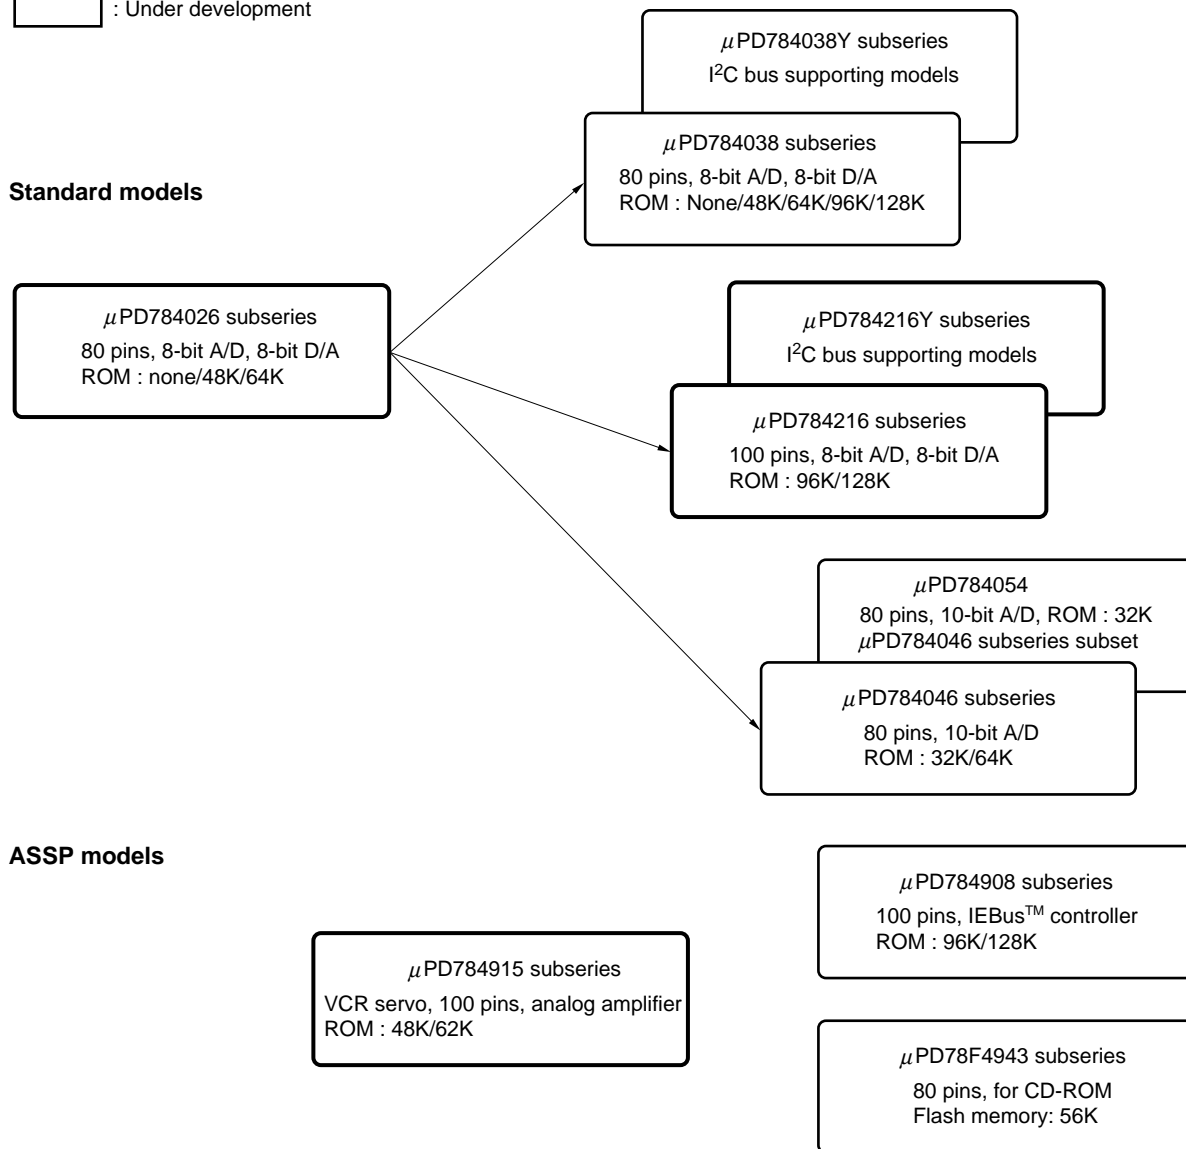 : Under development
μPD784038Y subseries
I²C bus supporting models
μPD784038 subseries
80 pins, 8-bit A/D, 8-bit D/A
ROM : None/48K/64K/96K/128K
Standard models
μPD784026 subseries
80 pins, 8-bit A/D, 8-bit D/A
ROM : none/48K/64K
μPD784216Y subseries
I²C bus supporting models
μPD784216 subseries
100 pins, 8-bit A/D, 8-bit D/A
ROM : 96K/128K
μPD784054
80 pins, 10-bit A/D, ROM : 32K
μPD784046 subseries subset
μPD784046 subseries
80 pins, 10-bit A/D
ROM : 32K/64K
ASSP models
μPD784908 subseries
100 pins, IEBus™ controller
ROM : 96K/128K
μPD784915 subseries
VCR servo, 100 pins, analog amplifier
ROM : 48K/62K
μPD78F4943 subseries
80 pins, for CD-ROM
Flash memory: 56K